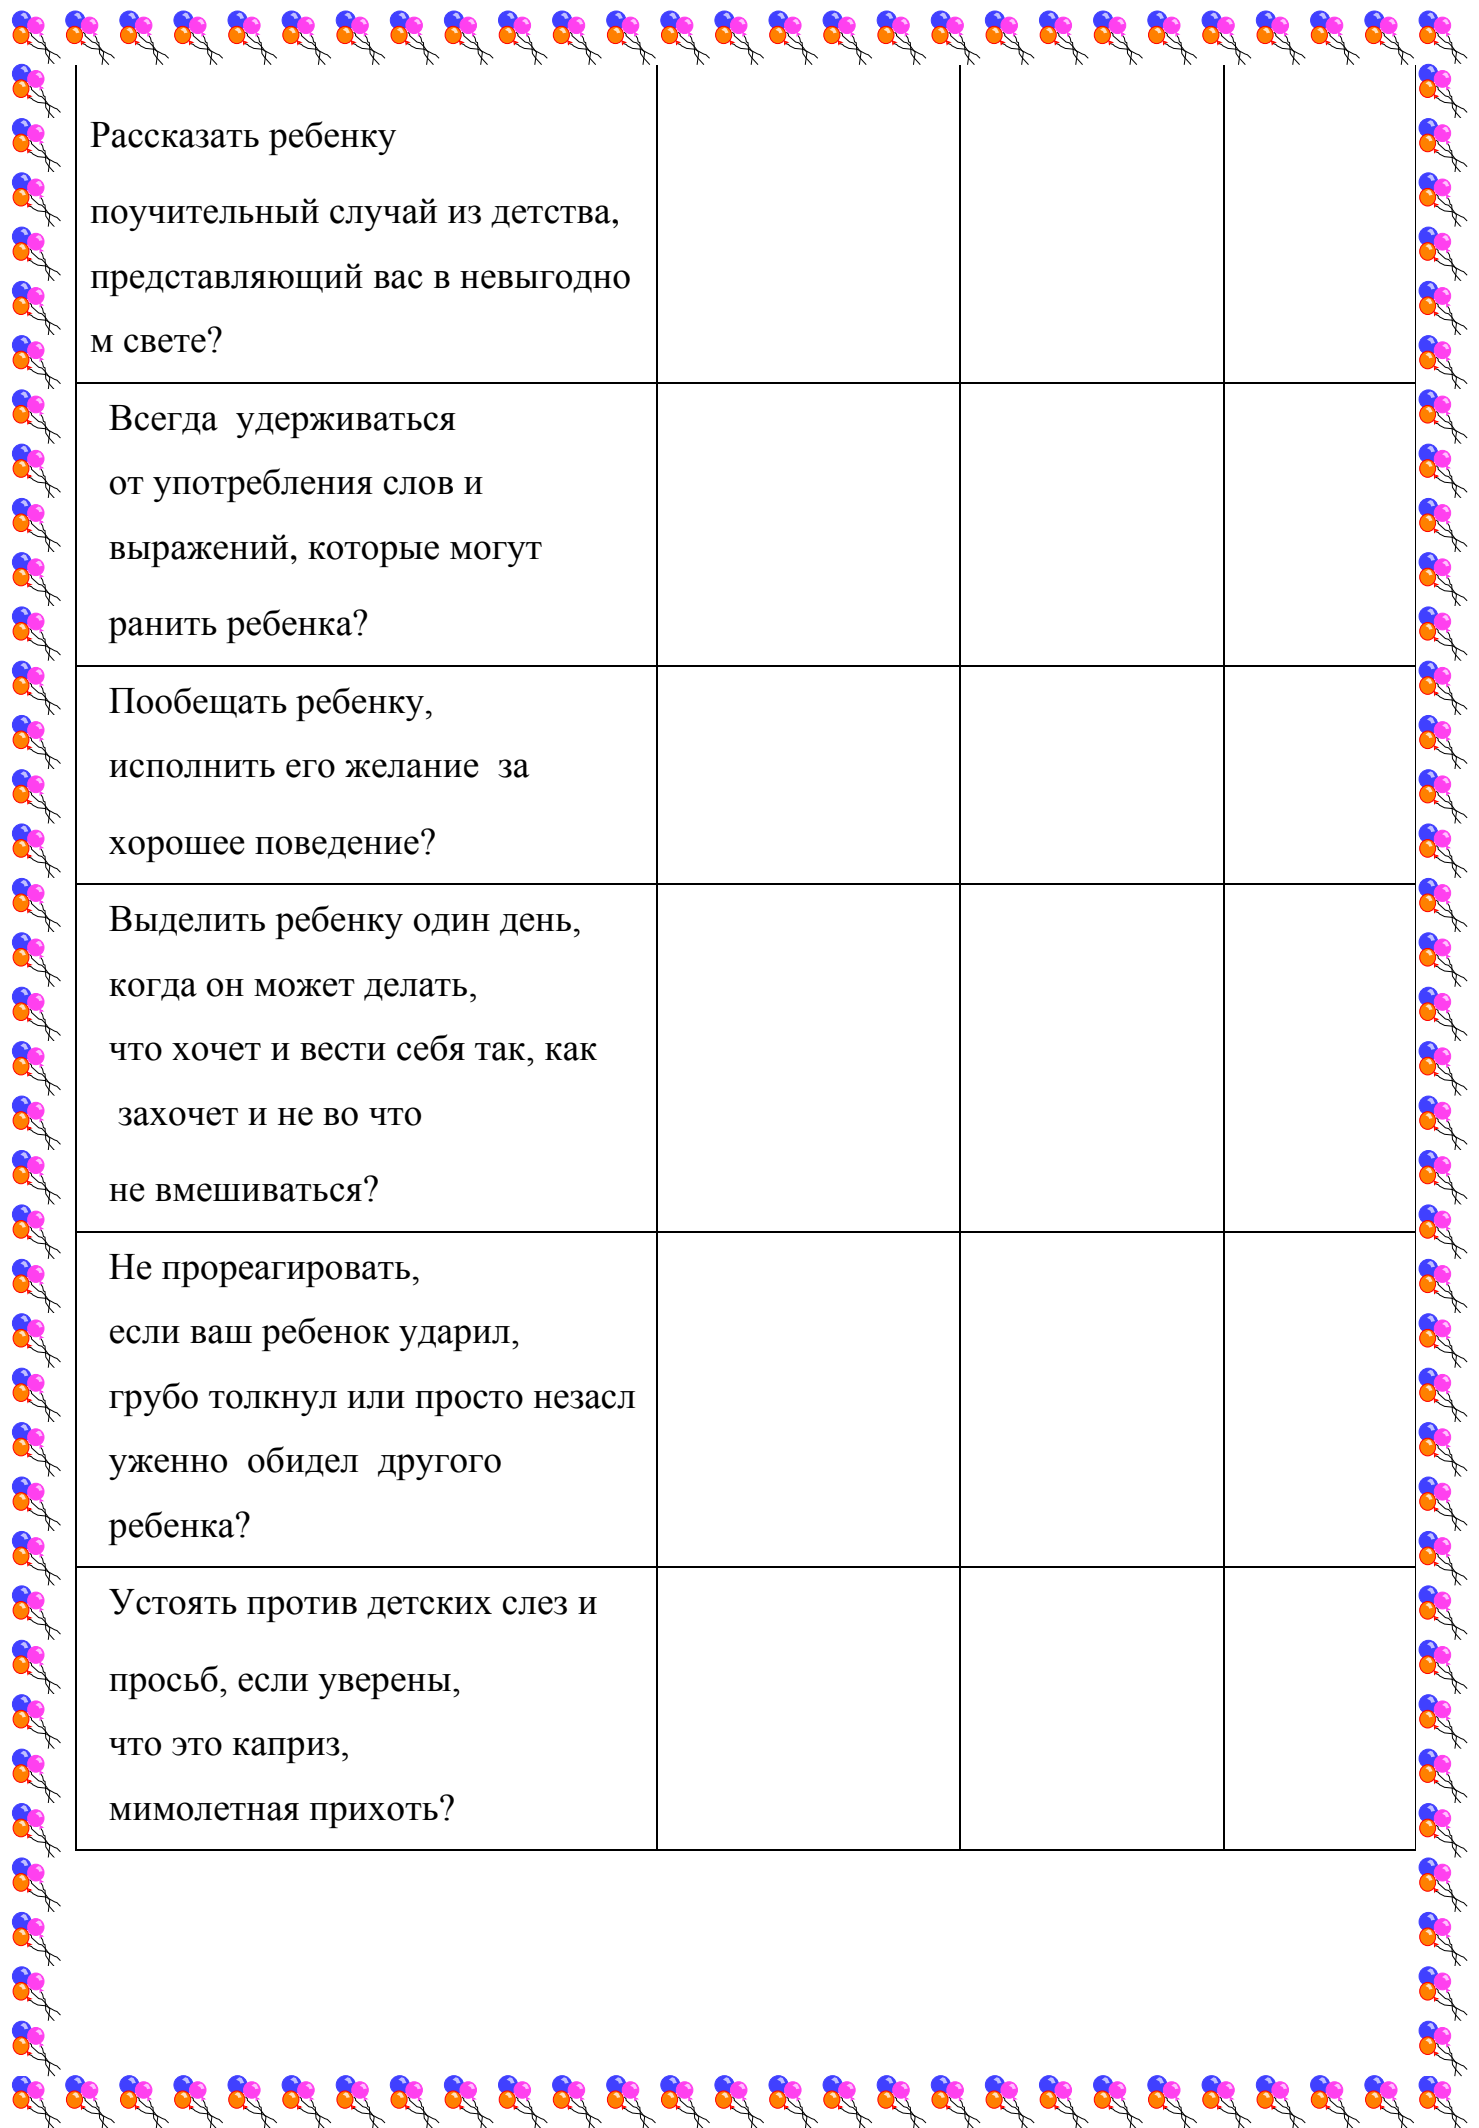 Рассказать ребенку
поучительный случай из детства,
представляющий вас в невыгодно
м свете?
Всегда  удерживаться
от употребления слов и
выражений, которые могут
ранить ребенка?
Пообещать ребенку,
исполнить его желание  за
хорошее поведение?
Выделить ребенку один день,
когда он может делать,
что хочет и вести себя так, как
захочет и не во что
не вмешиваться?
Не прореагировать,
если ваш ребенок ударил,
грубо толкнул или просто незасл
уженно  обидел  другого
ребенка?
Устоять против детских слез и
просьб, если уверены,
что это каприз,
мимолетная прихоть?